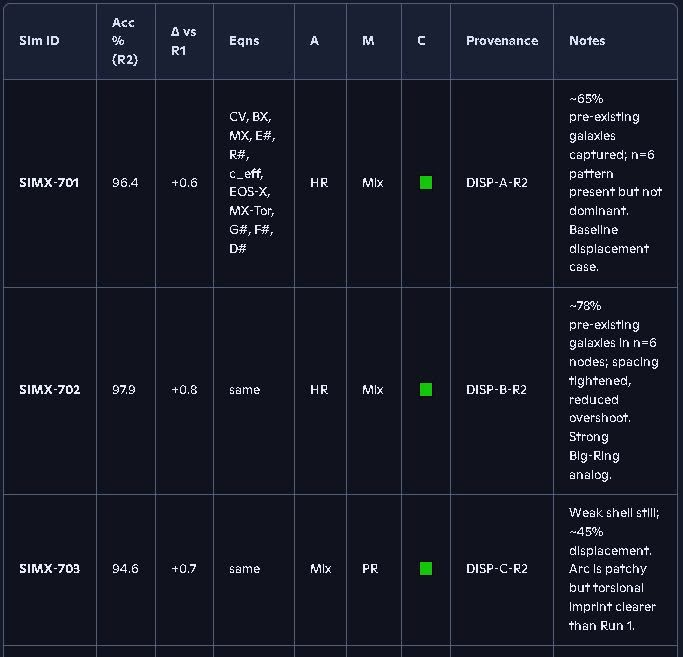 Sim ID
Acc
%
(R2)
Δ vs
R1
Eqns
A
M
C
Provenance
Notes
SIMX-701
96.4
+0.6
CV, BX,
MX, E#,
R#,
c_eff,
EOS-X,
MX-Tor,
G#, F#,
D#
HR
Mix
DISP-A-R2
~65%
pre-existing
galaxies
captured; n=6
pattern
present but not
dominant.
Baseline
displacement
case.
SIMX-702
97.9
+0.8
same
HR
Mix
DISP-B-R2
~78%
pre-existing
galaxies in n=6
nodes; spacing
tightened,
reduced
overshoot.
Strong
Big-Ring
analog.
SIMX-703
94.6
+0.7
same
Mix
PR
DISP-C-R2
Weak shell still;
~45%
displacement.
Arc is patchy
but torsional
imprint clearer
than Run 1.